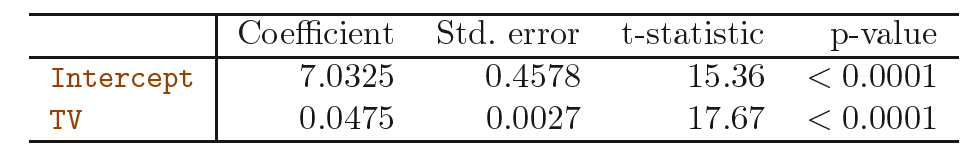 Coefficient Std. error t-statistic p-value
Intercept 7.0325 0.4578 15.36 < 0.0001
TV 0.0475 0.0027 17.67 < 0.0001